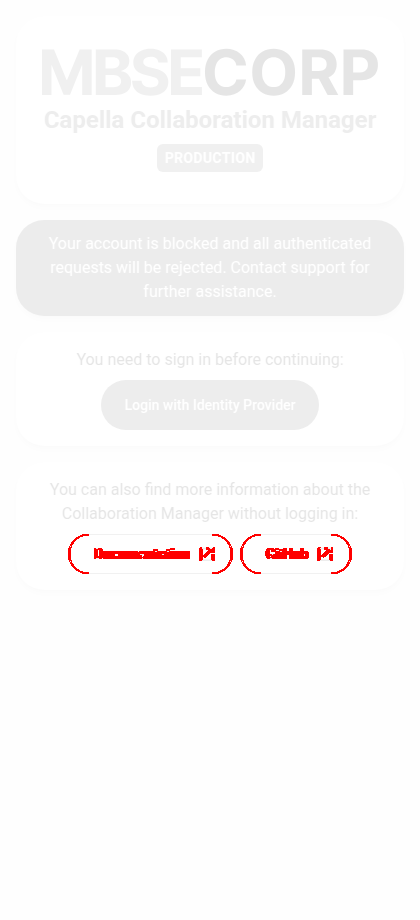 MBSECORP
Capella Collaboration Manager
PRODUCTION
Your account is blocked and all authenticated
requests will be rejected. Contact support for
further assistance.
You need to sign in before continuing:
Login with Identity Provider
You can also find more information about the
Collaboration Manager without logging in:
Documentation GitHub